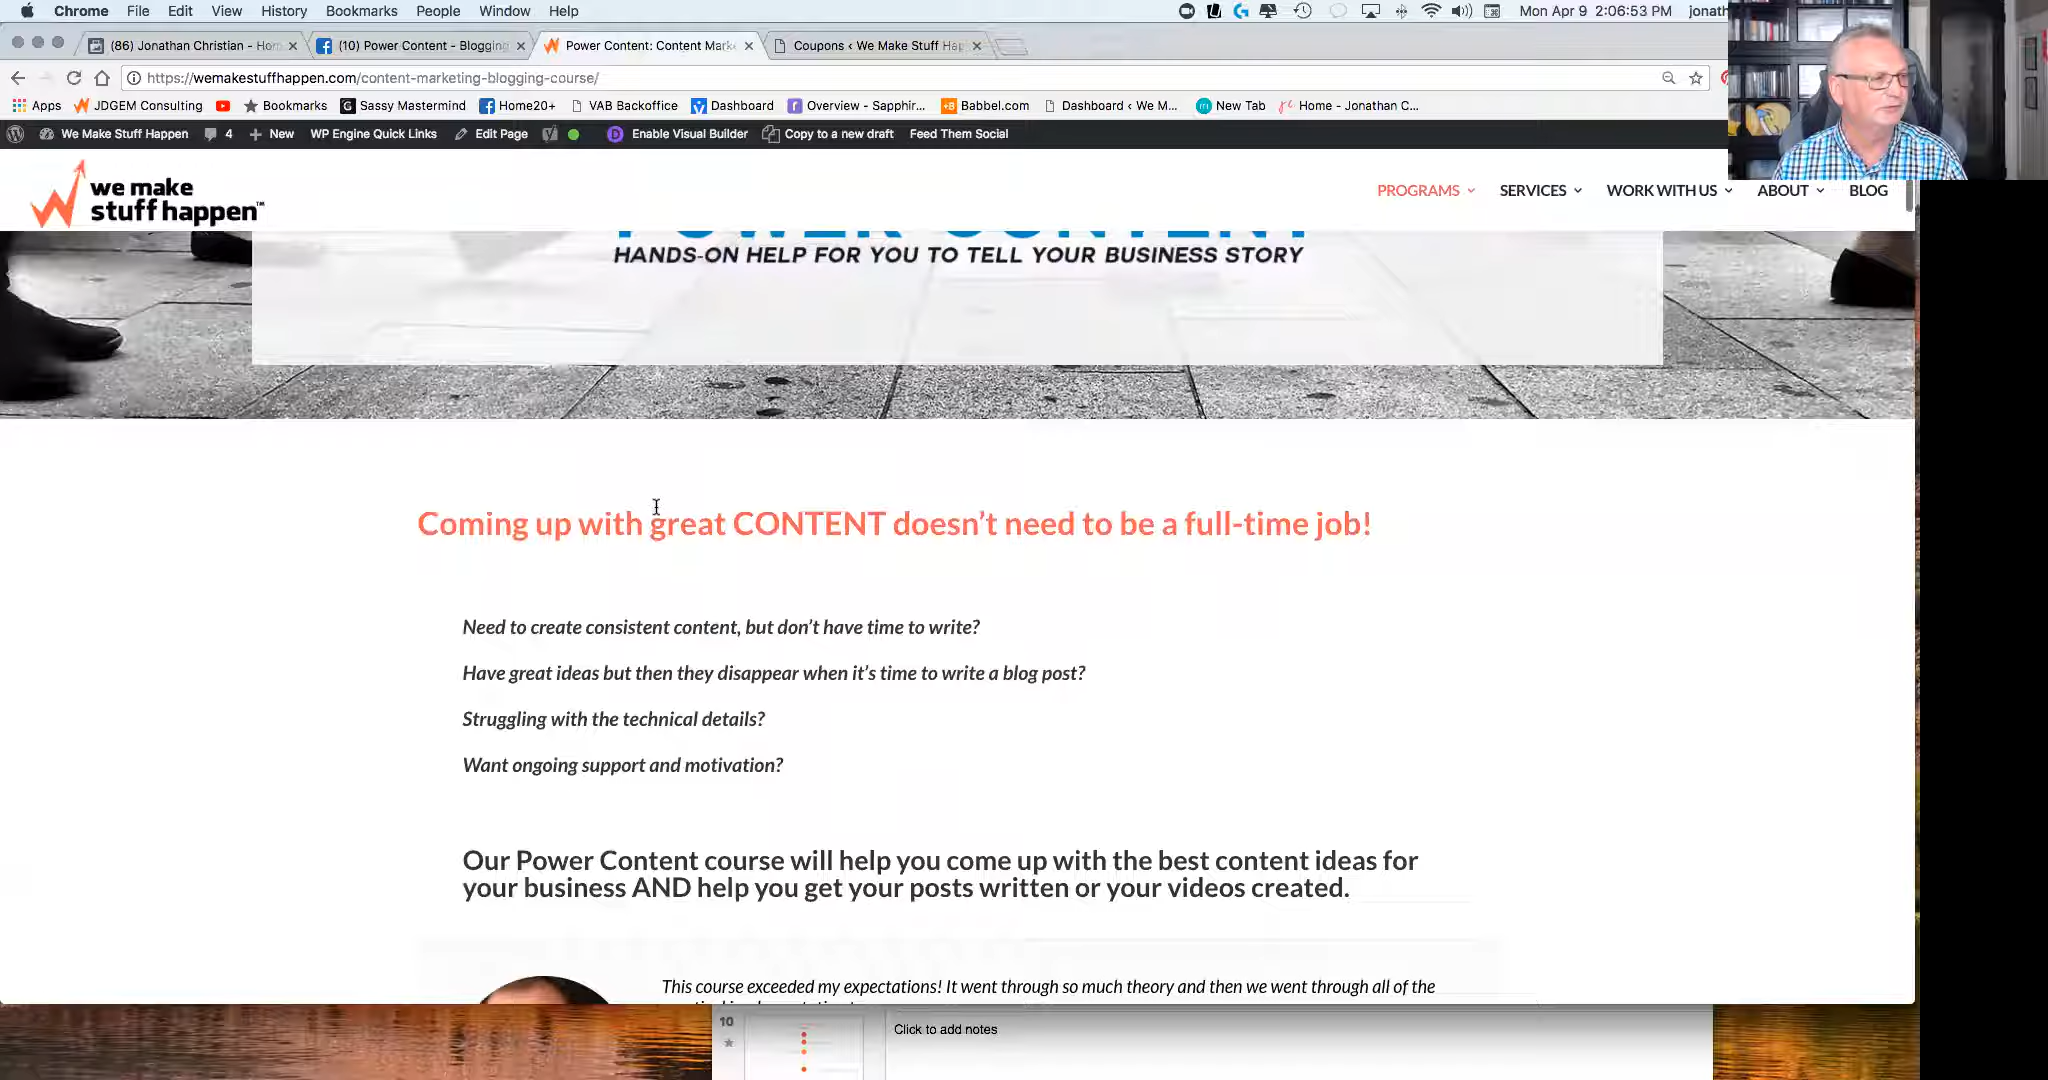 Chrome File Edit View History Bookmarks People Window Help Mon Apr 9 2:06:53 PM
(86) Jonathan Christian - (10) Power Content - Blogging Power Content: Content Mark Coupons ‹ We Make Stuff Hap
https://wemakestuffhappen.com/content-marketing-blogging-course/
Apps JDGEM Consulting Bookmarks Sassy Mastermind Home20+ VAB Backoffice Dashboard Overview - Sapphir... Babbel.com Dashboard ‹ We M... New Tab Home - Jonathan C...
We Make Stuff Happen 4 New WP Engine Quick Links Edit Page Enable Visual Builder Copy to a new draft Feed Them Social
we make
stuff happen™
PROGRAMS SERVICES WORK WITH US ABOUT BLOG
POWER CONTENT
HANDS-ON HELP FOR YOU TO TELL YOUR BUSINESS STORY
Coming up with great CONTENT doesn't need to be a full-time job!
Need to create consistent content, but don't have time to write?
Have great ideas but then they disappear when it's time to write a blog post?
Struggling with the technical details?
Want ongoing support and motivation?
Our Power Content course will help you come up with the best content ideas for
your business AND help you get your posts written or your videos created.
This course exceeded my expectations! It went through so much theory and then we went through all of the
10
Click to add notes